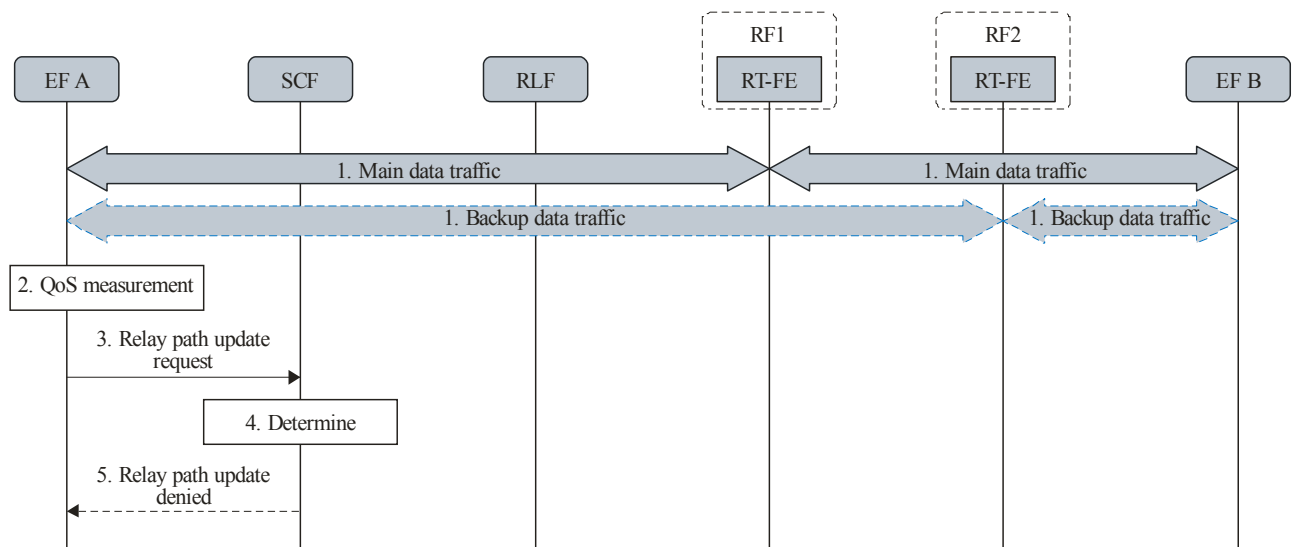 RF1
RF2
EF A
SCF
RLF
RT-FE
RT-FE
EF B
1. Main data traffic
1. Main data traffic
1. Backup data traffic
1. Backup data traffic
2. QoS measurement
3. Relay path update
request
4. Determine
5. Relay path update
denied